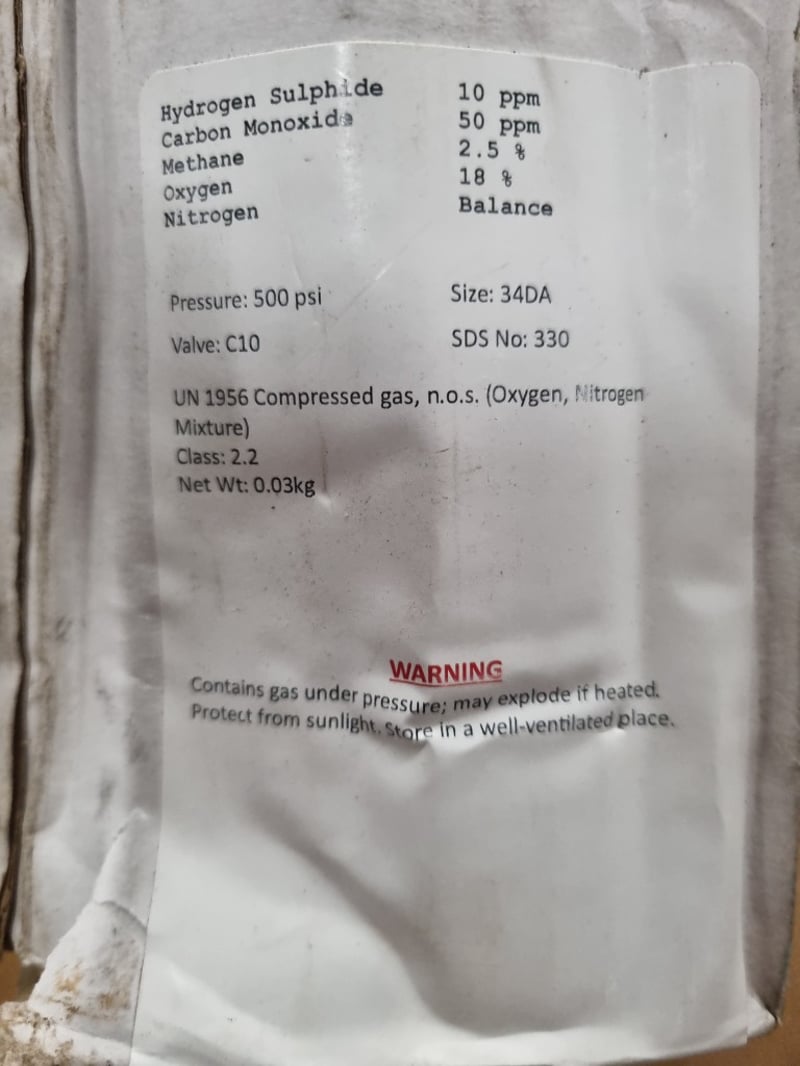 Hydrogen Sulphide 10 ppm
Carbon Monoxide 50 ppm
Methane 2.5 %
Oxygen 18 %
Nitrogen Balance
Pressure: 500 psi Size: 34DA
Valve: C10 SDS No: 330
UN 1956 Compressed gas, n.o.s. (Oxygen, Nitrogen
Mixture)
Class: 2.2
Net Wt: 0.03kg
WARNING
Contains gas under pressure; may explode if heated.
Protect from sunlight. Store in a well-ventilated place.